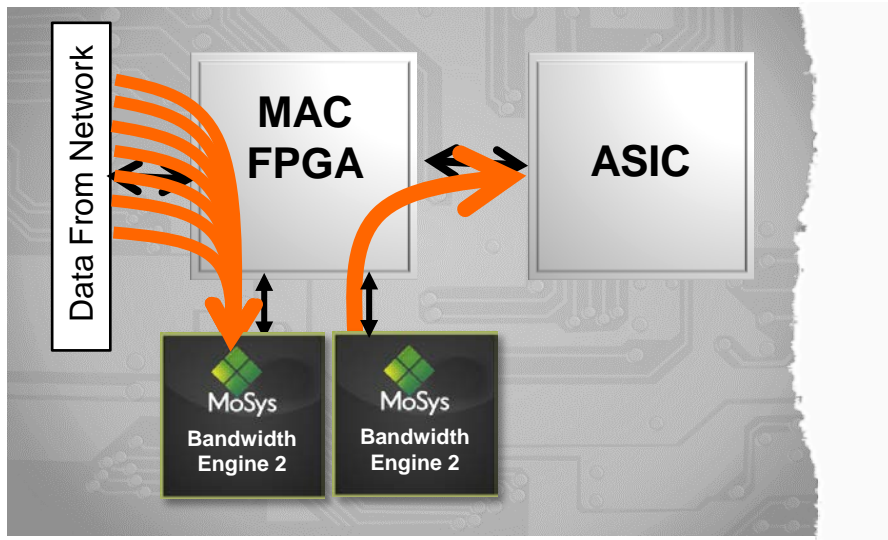 Data From Network
MAC
FPGA
ASIC
MoSys
Bandwidth
Engine 2
MoSys
Bandwidth
Engine 2